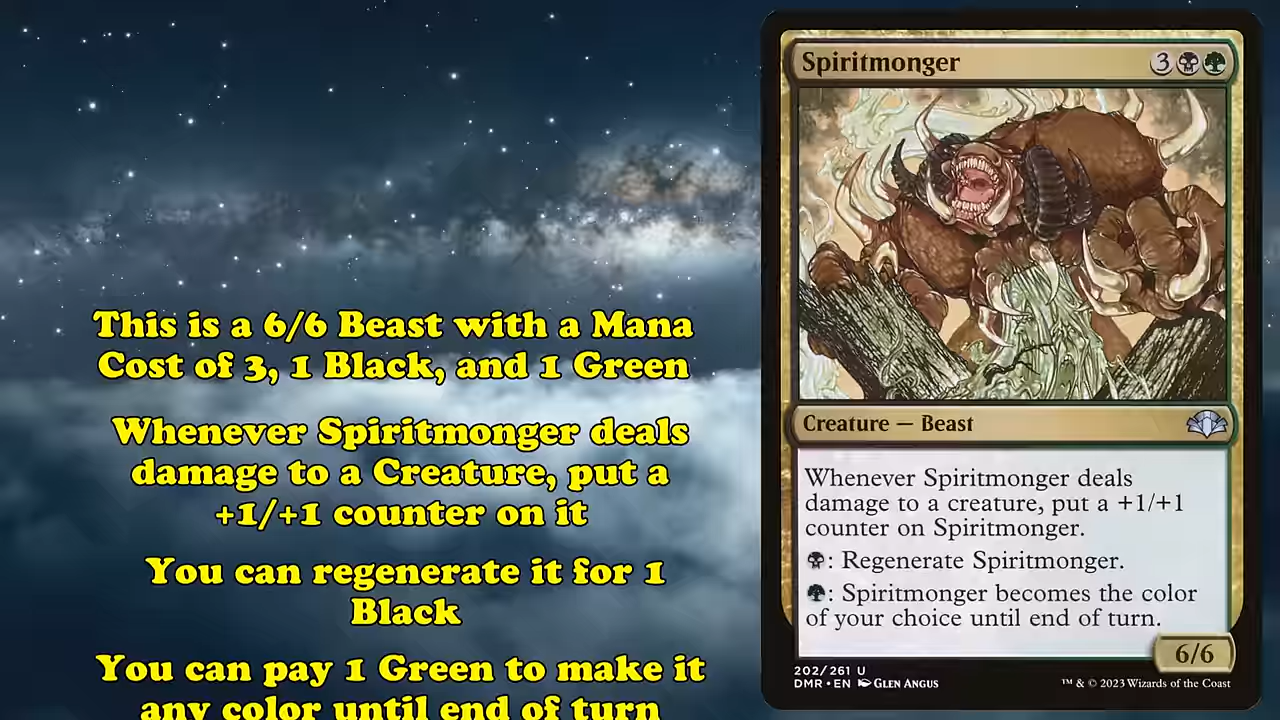 This is a 6/6 Beast with a Mana
Cost of 3, 1 Black, and 1 Green
Whenever Spiritmonger deals
damage to a Creature, put a
+1/+1 counter on it
You can regenerate it for 1
Black
You can pay 1 Green to make it
any color until end of turn
Spiritmonger 3
Creature — Beast
Whenever Spiritmonger deals
damage to a creature, put a +1/+1
counter on Spiritmonger.
: Regenerate Spiritmonger.
: Spiritmonger becomes the color
of your choice until end of turn.
6/6
202/261 U
DMR • EN Glen Angus
™ & © 2023 Wizards of the Coast